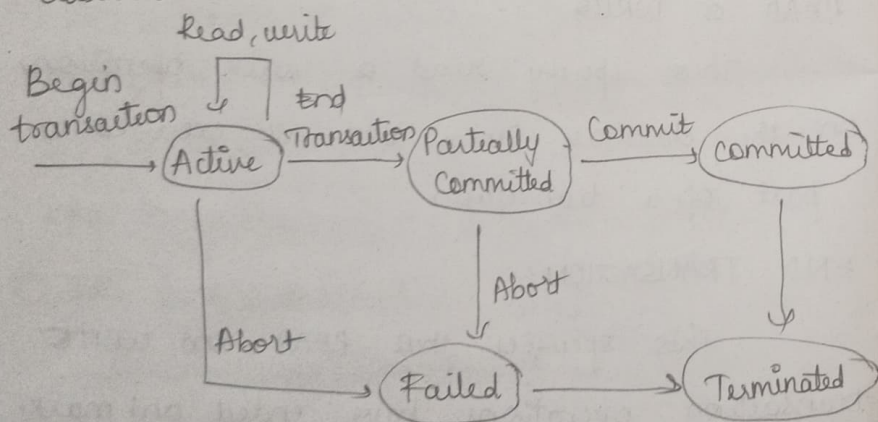 Read, write
Begin
transaction
End
Transaction
Active
Partially
Committed
Commit
Committed
Abort
Abort
Failed
Terminated